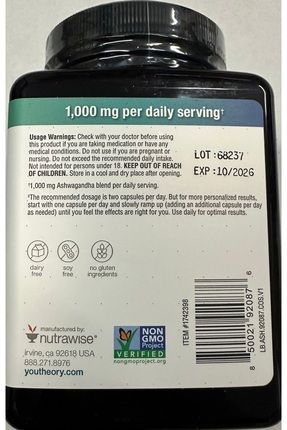 1,000 mg per daily serving†
Usage Warnings: Check with your doctor before using
this product if you are taking medication or have any
medical conditions. Do not use if you are pregnant or
nursing. Do not exceed the recommended daily intake.
Not intended for persons under 18. KEEP OUT OF REACH
OF CHILDREN. Store in a cool and dry place after opening.
†1,000 mg Ashwagandha blend per daily serving.
†The recommended dosage is two capsules per day. But for more personalized results,
start with one capsule per day and slowly ramp up (adding an additional capsule per day
as needed) until you feel the effects are right for you. Use daily for optimal results.
LOT :68237
EXP :10/2026
dairy
free
soy
free
no gluten
ingredients
manufactured by:
nutrawise®
irvine, ca 92618 USA
888.271.8976
youtheory.com
NON
GMO
Project
VERIFIED
nongmoproject.org
ITEM #1742398
8 50021 92087 6
LB.ASH.92087.COS.V1